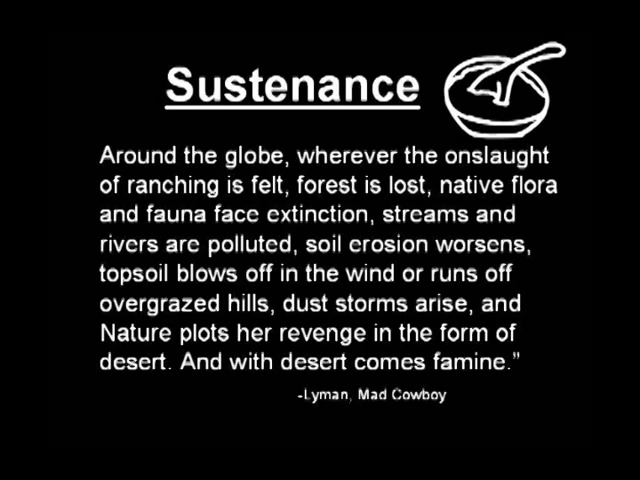 Sustenance
Around the globe, wherever the onslaught
of ranching is felt, forest is lost, native flora
and fauna face extinction, streams and
rivers are polluted, soil erosion worsens,
topsoil blows off in the wind or runs off
overgrazed hills, dust storms arise, and
Nature plots her revenge in the form of
desert. And with desert comes famine.”
-Lyman, Mad Cowboy